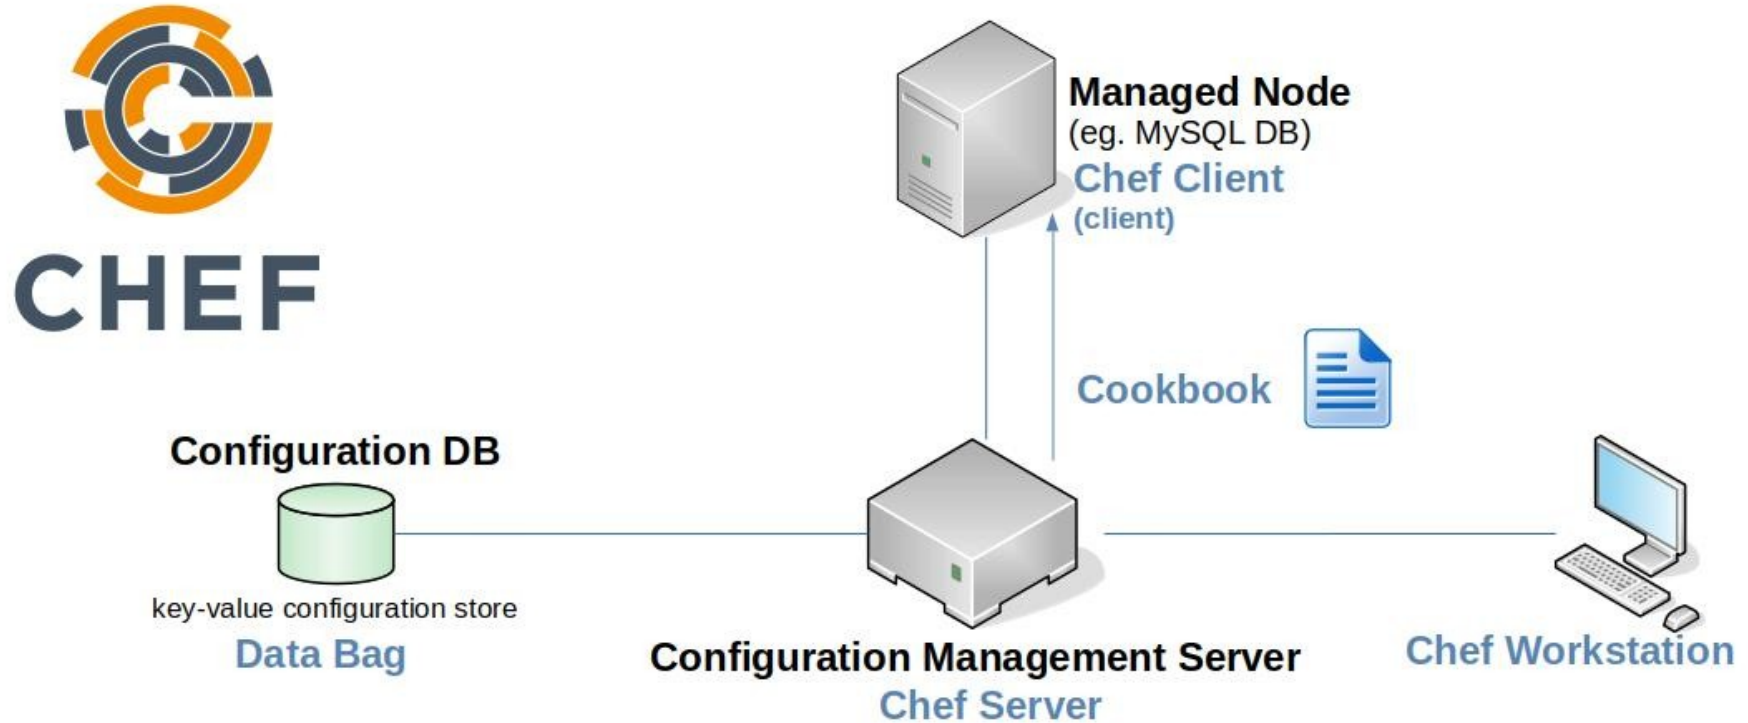 CHEF
Managed Node
(eg. MySQL DB)
Chef Client
(client)
Cookbook
Configuration DB
key-value configuration store
Data Bag
Configuration Management Server
Chef Server
Chef Workstation